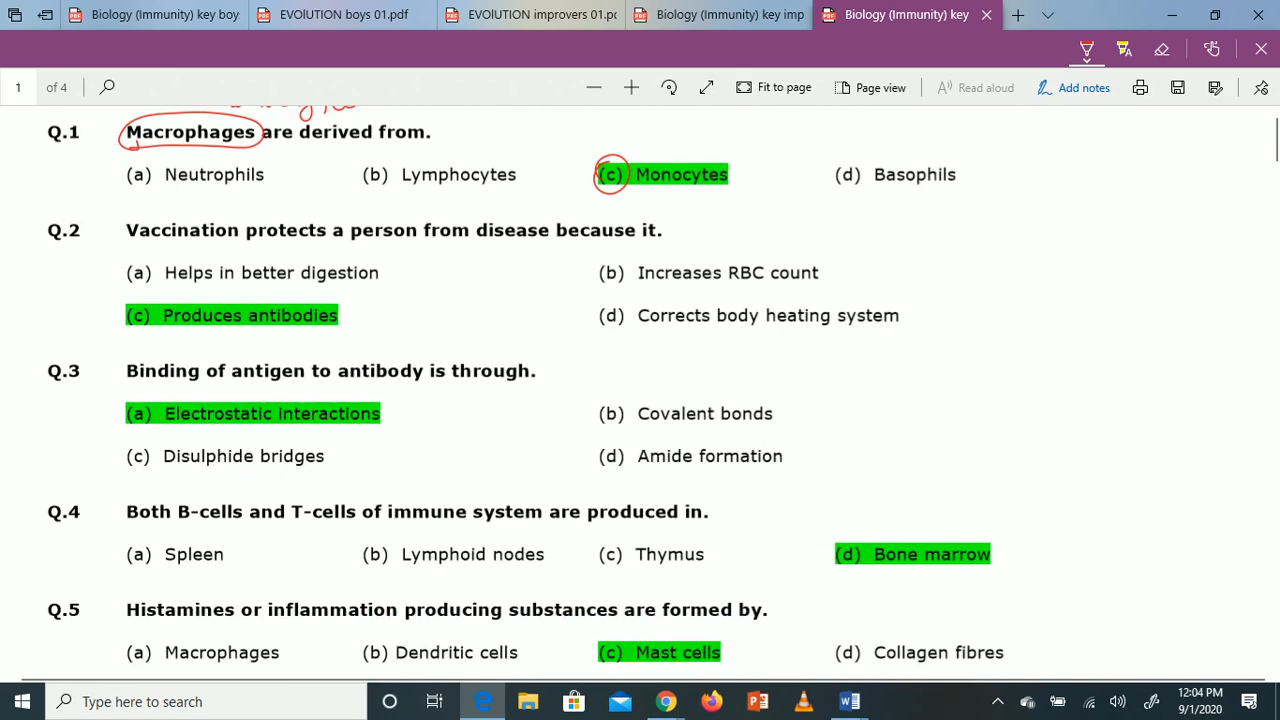 Biology (Immunity) key boy
EVOlUTION boys 01.pdf
EVOlUTION improvers 01.p
Biology (Immunity) key imp
Biology (Immunity) key
1 of 4
Fit to page
Page view
Read aloud
Add notes
Q.1 Macrophages are derived from.
(a) Neutrophils (b) Lymphocytes (c) Monocytes (d) Basophils
Q.2 Vaccination protects a person from disease because it.
(a) Helps in better digestion (b) Increases RBC count
(c) Produces antibodies (d) Corrects body heating system
Q.3 Binding of antigen to antibody is through.
(a) Electrostatic interactions (b) Covalent bonds
(c) Disulphide bridges (d) Amide formation
Q.4 Both B-cells and T-cells of immune system are produced in.
(a) Spleen (b) Lymphoid nodes (c) Thymus (d) Bone marrow
Q.5 Histamines or inflammation producing substances are formed by.
(a) Macrophages (b) Dendritic cells (c) Mast cells (d) Collagen fibres
Type here to search
12:04 PM
9/1/2020